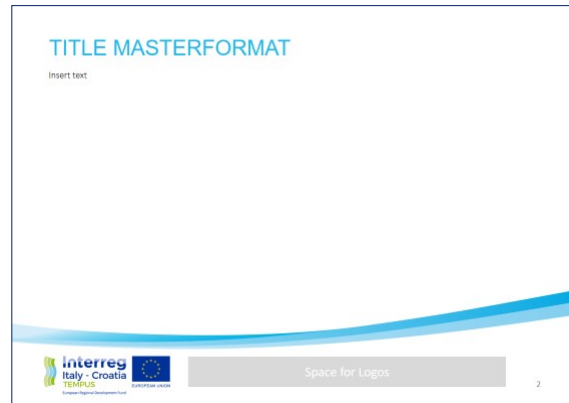 TITLE MASTERFORMAT
Insert text
Interreg
Italy - Croatia
TEMPUS
European Regional Development Fund
EUROPEAN UNION
Space for Logos
2